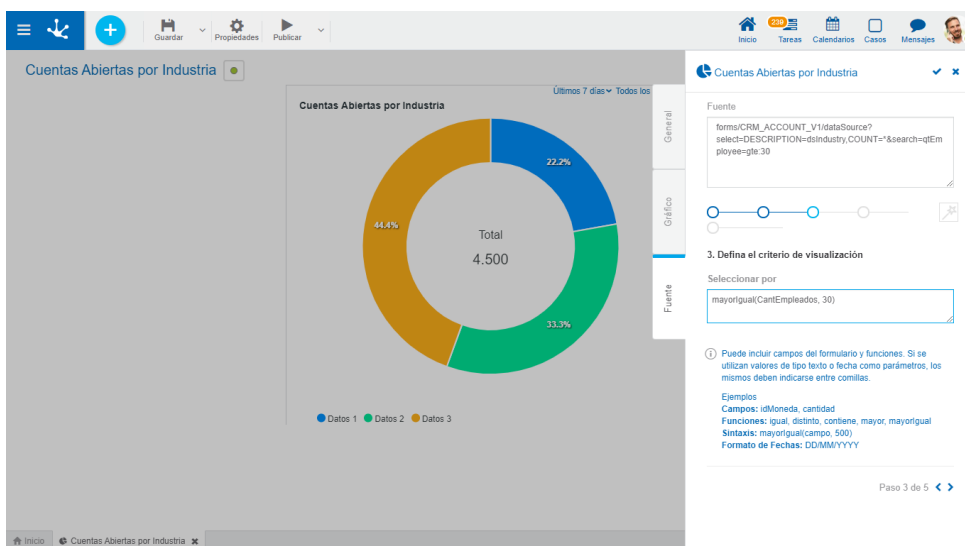 Guardar
Propiedades
Publicar
Inicio
239
Tareas
Calendarios
Casos
Mensajes
Cuentas Abiertas por Industria
Últimos 7 días Todos los
Cuentas Abiertas por Industria
22.2%
44.4%
33.3%
Total
4.500
Datos 1
Datos 2
Datos 3
General
Gráfico
Fuente
Cuentas Abiertas por Industria
Fuente
forms/CRM_ACCOUNT_V1/dataSource?
select=DESCRIPTION=dsIndustry,COUNT=*&search=qtEm
ployee=gte:30
3. Defina el criterio de visualización
Seleccionar por
mayorIgual(CantEmpleados, 30)
Puede incluir campos del formulario y funciones. Si se
utilizan valores de tipo texto o fecha como parámetros, los
mismos deben indicarse entre comillas.
Ejemplos
Campos: idMoneda, cantidad
Funciones: igual, distinto, contiene, mayor, mayorIgual
Sintaxis: mayorIgual(campo, 500)
Formato de Fechas: DD/MM/YYYY
Paso 3 de 5
Inicio
Cuentas Abiertas por Industria